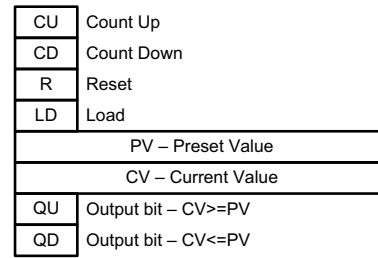 CU Count Up
CD Count Down
R Reset
LD Load
PV – Preset Value
CV – Current Value
QU Output bit – CV>=PV
QD Output bit – CV<=PV